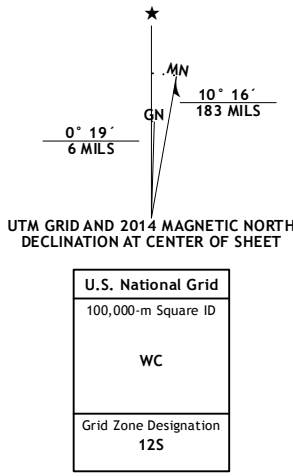 MN
GN
0° 19´
6 MILS
10° 16´
183 MILS
UTM GRID AND 2014 MAGNETIC NORTH
DECLINATION AT CENTER OF SHEET
U.S. National Grid
100,000-m Square ID
WC
Grid Zone Designation
12S